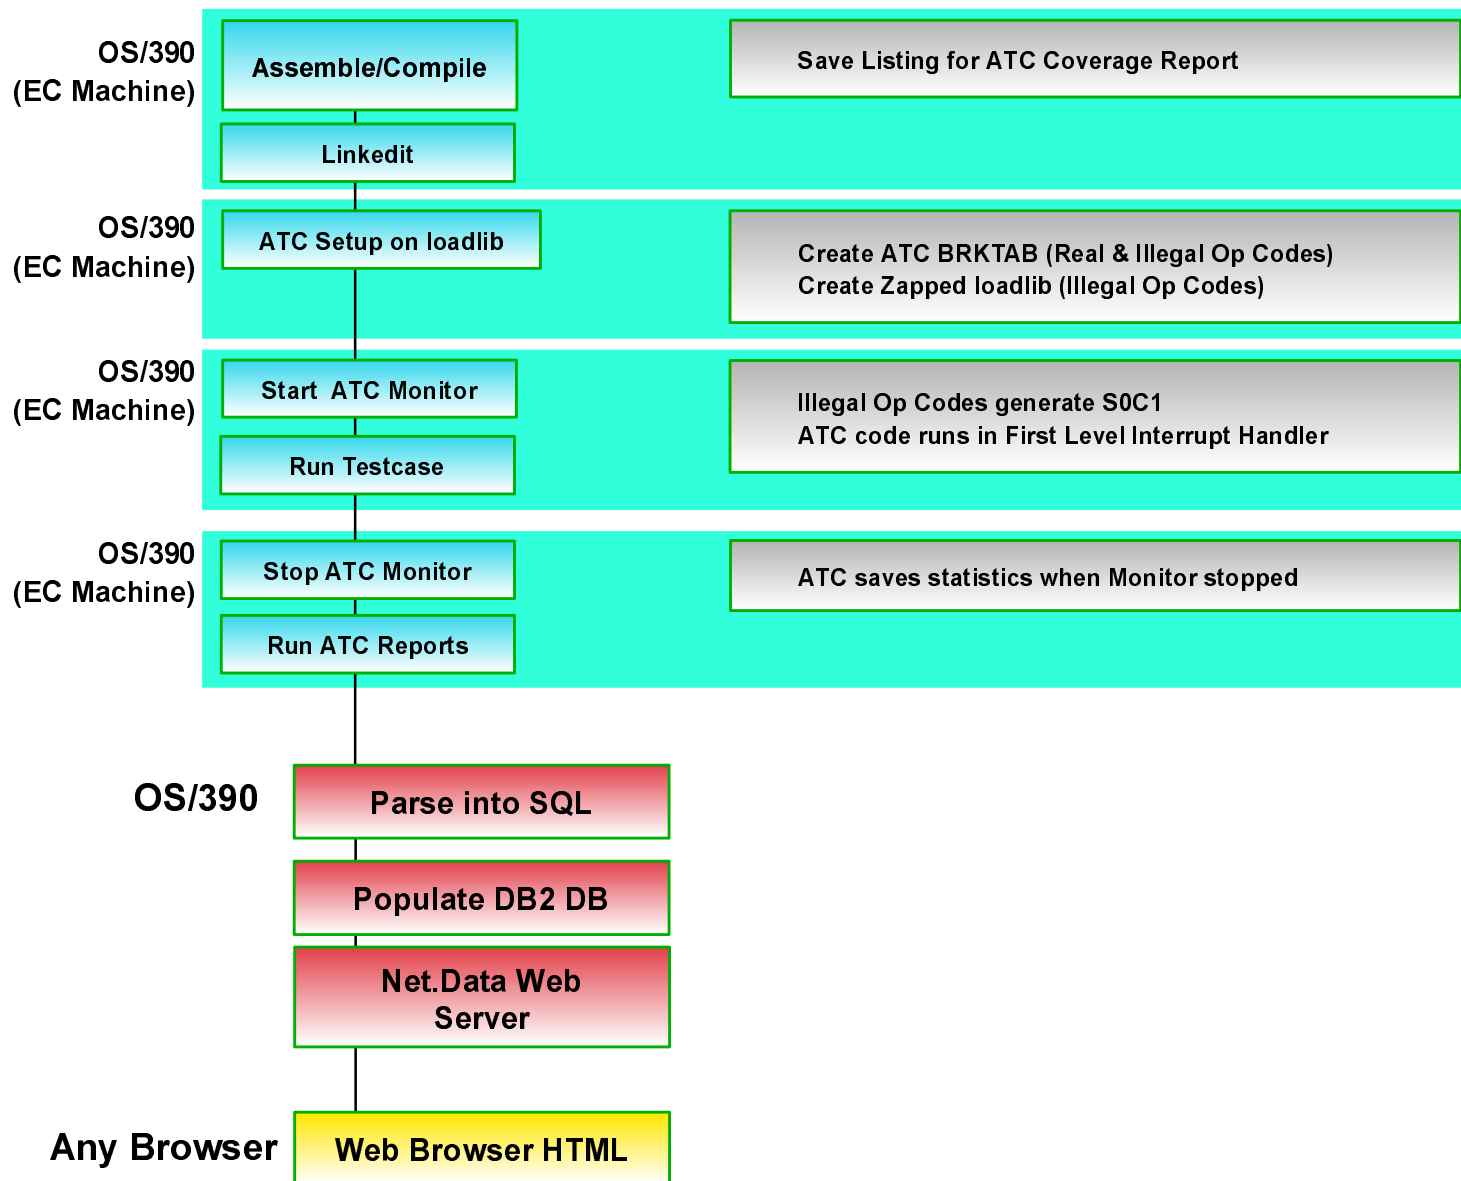 OS/390
(EC Machine)
Assemble/Compile
Save Listing for ATC Coverage Report
Linkedit
OS/390
(EC Machine)
ATC Setup on loadlib
Create ATC BRKTAB (Real & Illegal Op Codes)
Create Zapped loadlib (Illegal Op Codes)
OS/390
(EC Machine)
Start ATC Monitor
Illegal Op Codes generate S0C1
ATC code runs in First Level Interrupt Handler
Run Testcase
OS/390
(EC Machine)
Stop ATC Monitor
ATC saves statistics when Monitor stopped
Run ATC Reports
OS/390
Parse into SQL
Populate DB2 DB
Net.Data Web
Server
Any Browser
Web Browser HTML